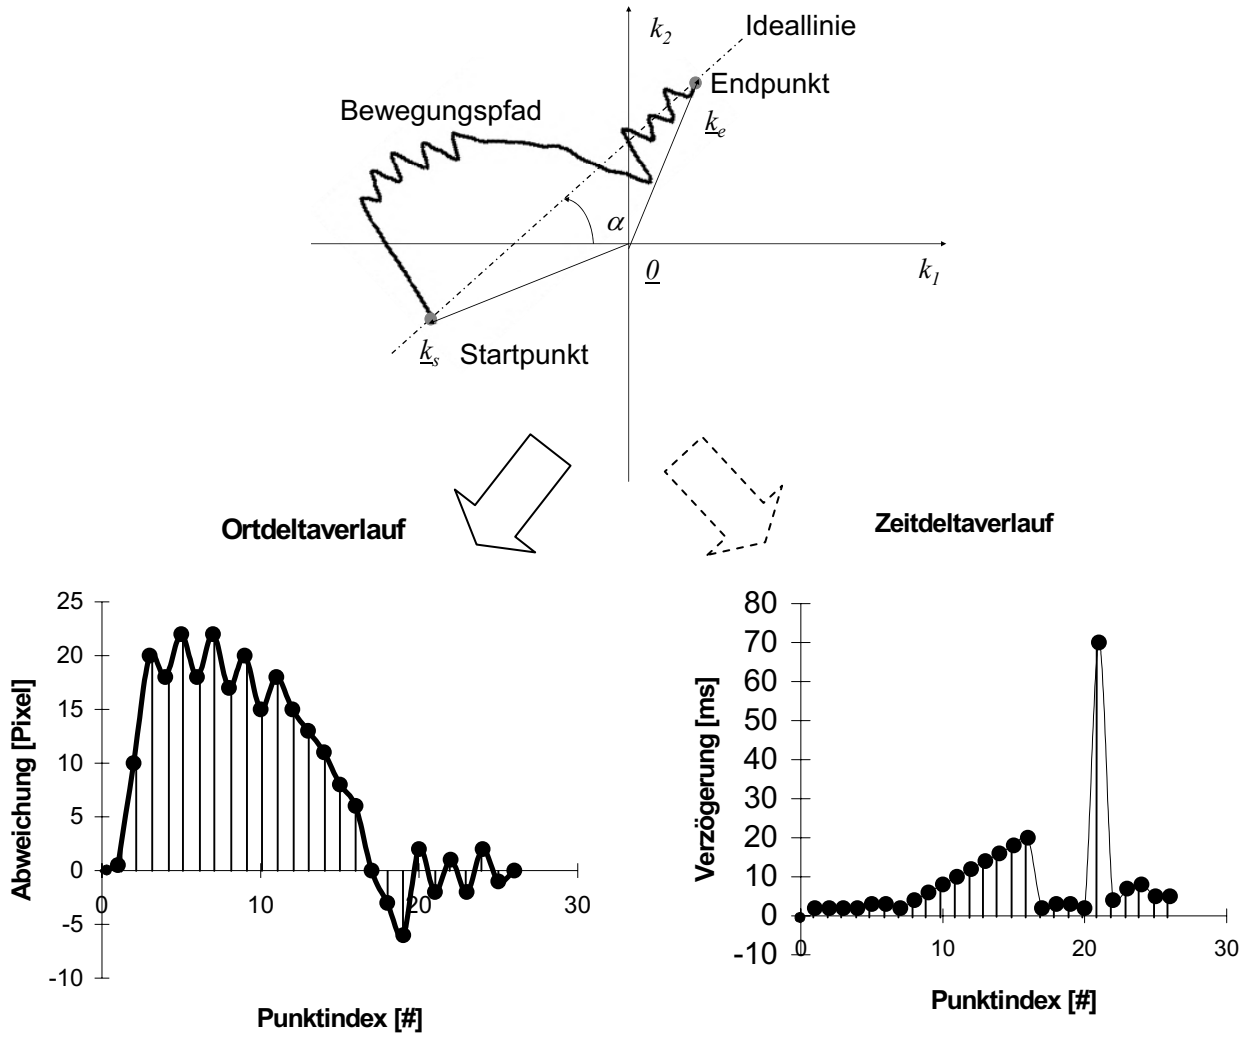 k2
Ideallinie
Endpunkt
Bewegungspfad
ke
α
0
k1
ks Startpunkt
Ortdeltaverlauf
Zeitdeltaverlauf
Abweichung [Pixel]
25
20
15
10
5
0
-5
-10
0 10 20 30
Punktindex [#]
Verzögerung [ms]
80
70
60
50
40
30
20
10
0
-10
0 10 20 30
Punktindex [#]